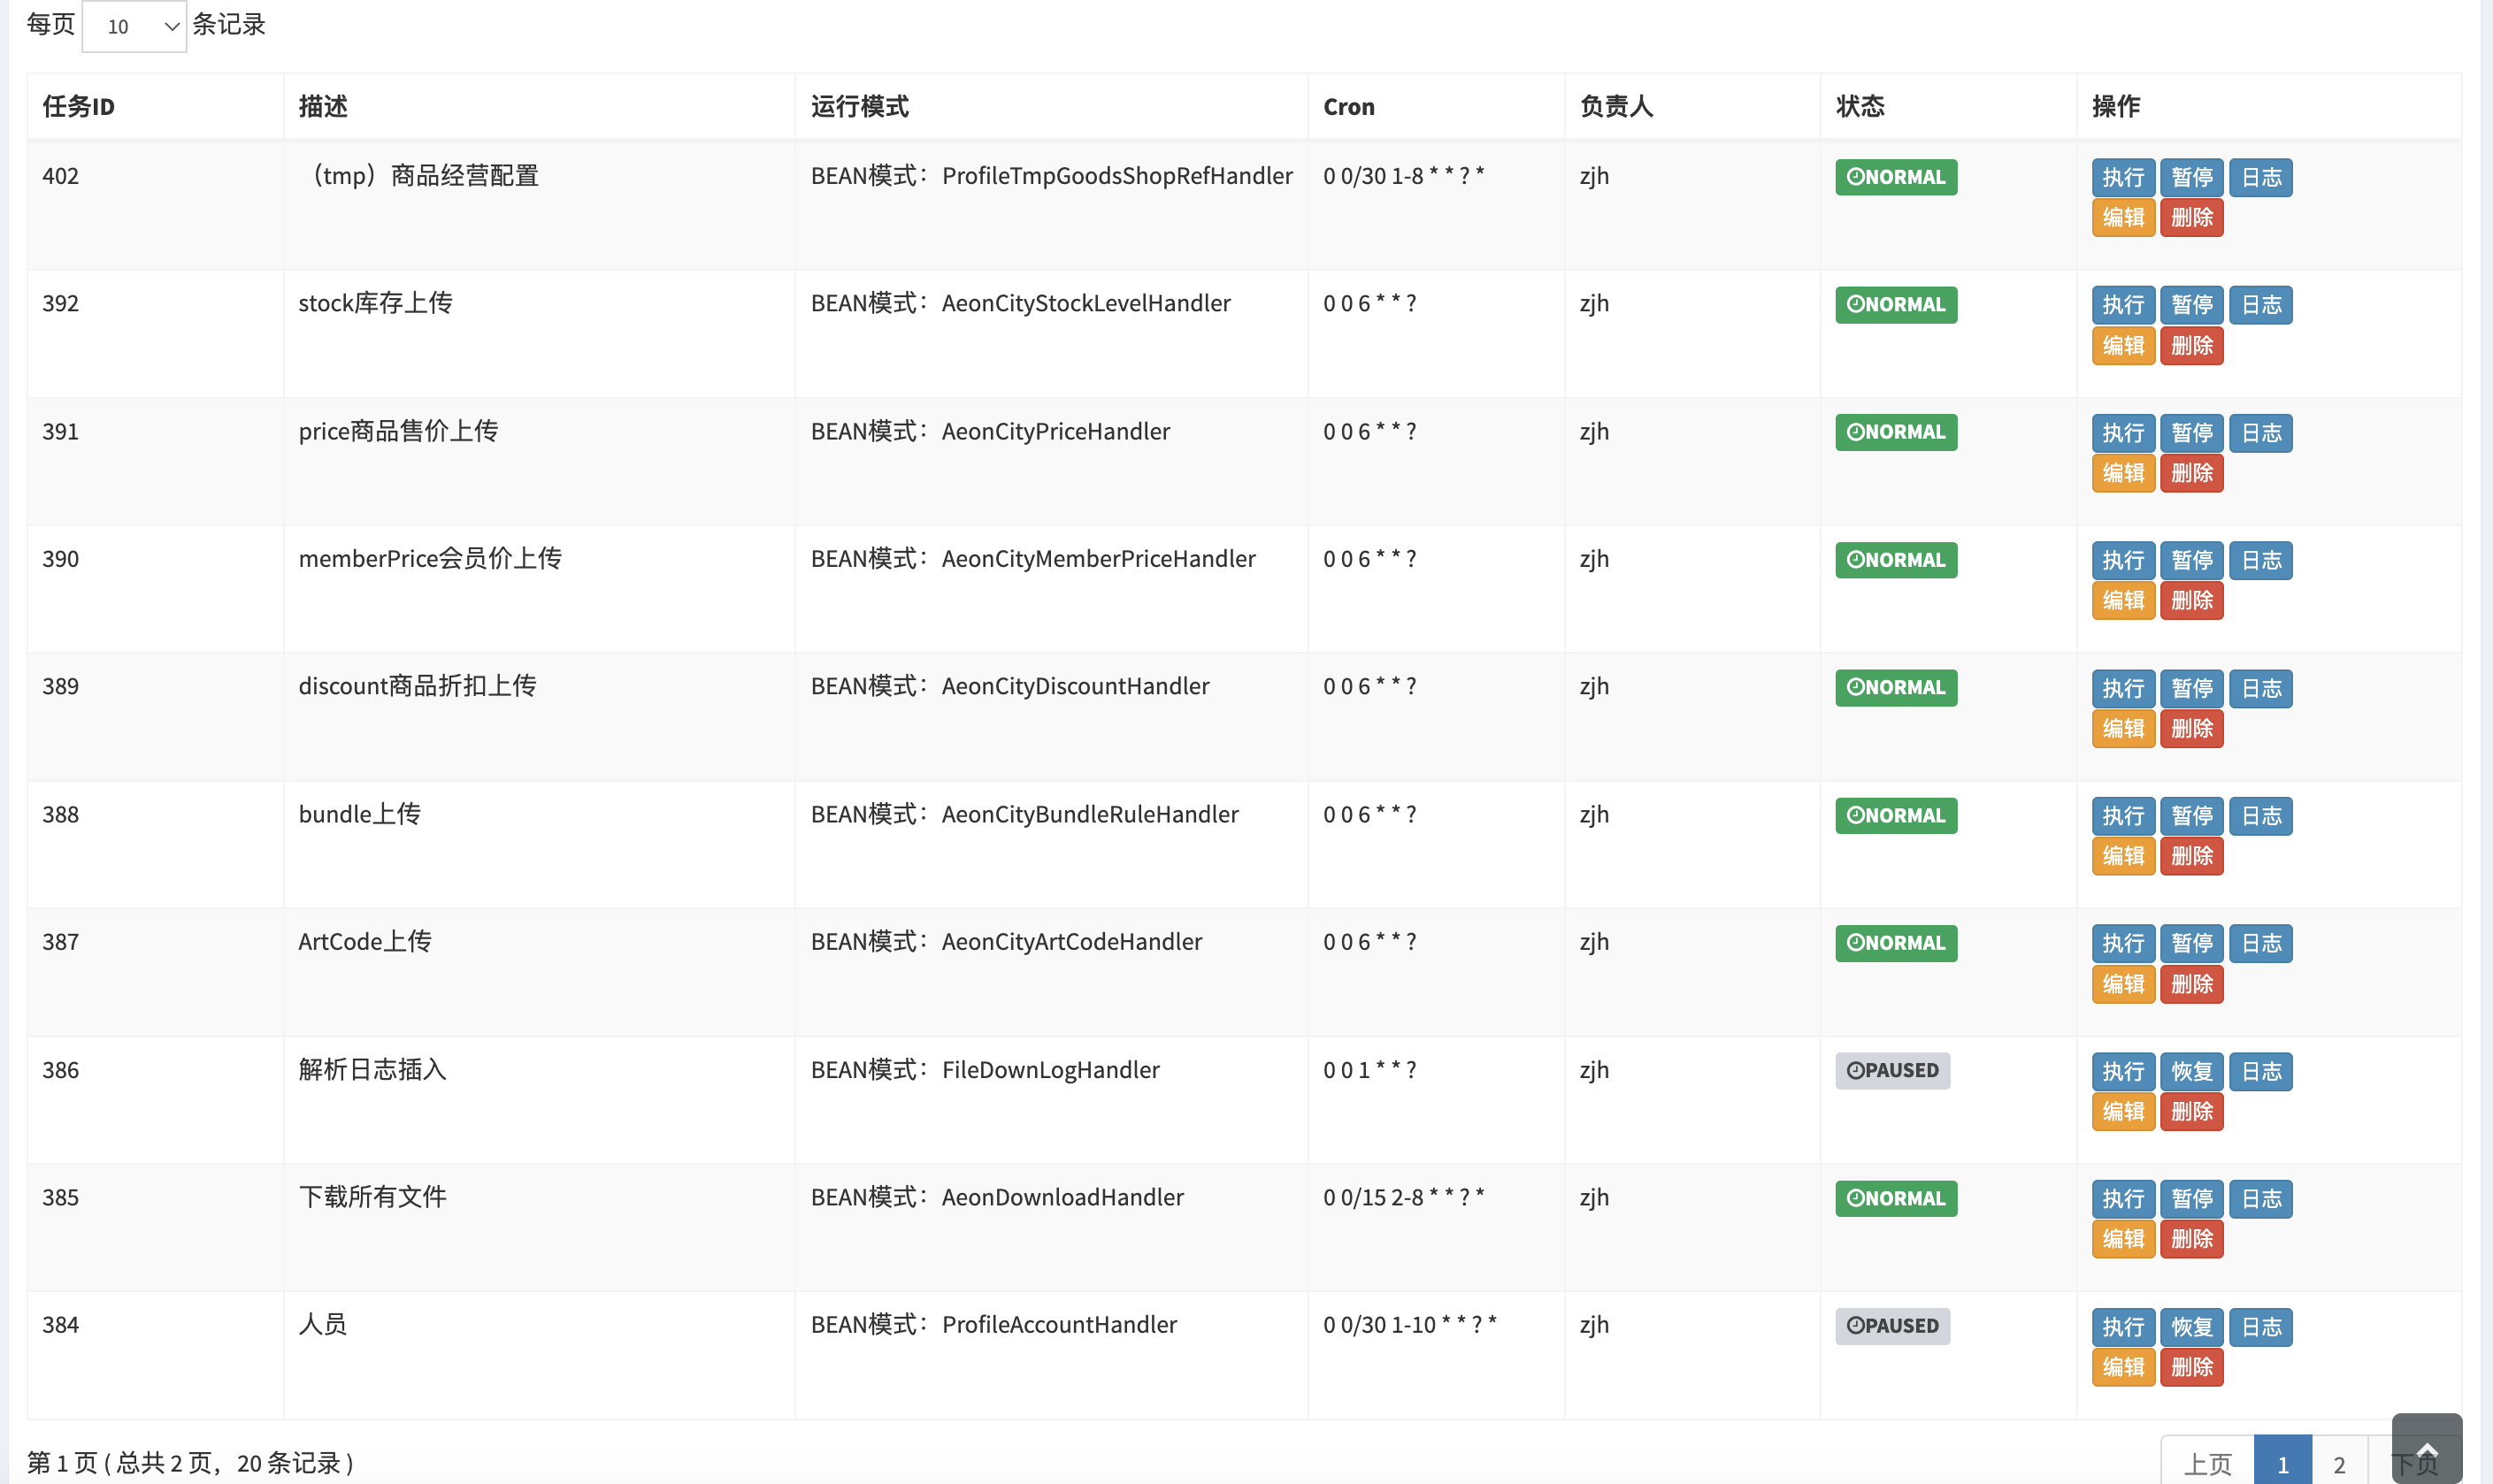 每页 10 条记录
任务ID 描述 运行模式 Cron 负责人 状态 操作
402 （tmp）商品经营配置 BEAN模式：ProfileTmpGoodsShopRefHandler 0 0/30 1-8 * * ? * zjh NORMAL 执行 暂停 日志
编辑 删除
392 stock库存上传 BEAN模式：AeonCityStockLevelHandler 0 0 6 * * ? zjh NORMAL 执行 暂停 日志
编辑 删除
391 price商品售价上传 BEAN模式：AeonCityPriceHandler 0 0 6 * * ? zjh NORMAL 执行 暂停 日志
编辑 删除
390 memberPrice会员价上传 BEAN模式：AeonCityMemberPriceHandler 0 0 6 * * ? zjh NORMAL 执行 暂停 日志
编辑 删除
389 discount商品折扣上传 BEAN模式：AeonCityDiscountHandler 0 0 6 * * ? zjh NORMAL 执行 暂停 日志
编辑 删除
388 bundle上传 BEAN模式：AeonCityBundleRuleHandler 0 0 6 * * ? zjh NORMAL 执行 暂停 日志
编辑 删除
387 ArtCode上传 BEAN模式：AeonCityArtCodeHandler 0 0 6 * * ? zjh NORMAL 执行 暂停 日志
编辑 删除
386 解析日志插入 BEAN模式：FileDownLogHandler 0 0 1 * * ? zjh PAUSED 执行 恢复 日志
编辑 删除
385 下载所有文件 BEAN模式：AeonDownloadHandler 0 0/15 2-8 * * ? * zjh NORMAL 执行 暂停 日志
编辑 删除
384 人员 BEAN模式：ProfileAccountHandler 0 0/30 1-10 * * ? * zjh PAUSED 执行 恢复 日志
编辑 删除
第 1 页 ( 总共 2 页，20 条记录 ) 上页 1 2 下页